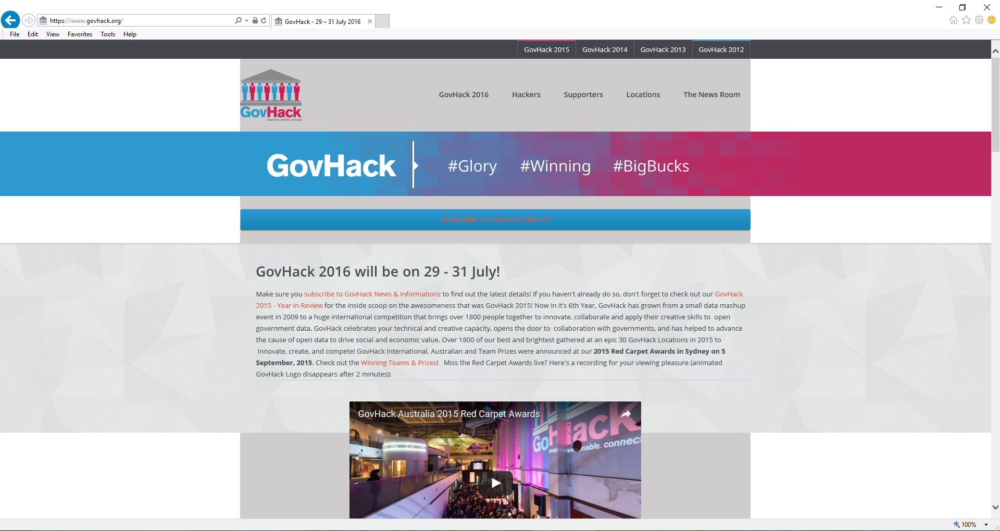 https://www.govhack.org/
GovHack - 29 – 31 July 2016
File Edit View Favorites Tools Help
GovHack 2015 GovHack 2014 GovHack 2013 GovHack 2012
GovHack
empower. enable. connect.
GovHack 2016 Hackers Supporters Locations The News Room
GovHack #Glory #Winning #BigBucks
SUBSCRIBE TO ANNOUNCEMENTS
GovHack 2016 will be on 29 - 31 July!
Make sure you subscribe to GovHack News & Informationz to find out the latest details! If you haven't already do so, don't forget to check out our GovHack
2015 - Year in Review for the inside scoop on the awesomeness that was GovHack 2015! Now in it's 6th Year, GovHack has grown from a small data mashup
event in 2009 to a huge international competition that brings over 1800 people together to innovate, collaborate and apply their creative skills to open
government data. GovHack celebrates your technical and creative capacity, opens the door to collaboration with governments, and has helped to advance
the cause of open data to drive social and economic value. Over 1800 of our best and brightest gathered at an epic 30 GovHack Locations in 2015 to
innovate, create, and compete! GovHack International, Australian and Team Prizes were announced at our 2015 Red Carpet Awards in Sydney on 5
September, 2015. Check out the Winning Teams & Prizes! Miss the Red Carpet Awards live? Here's a recording for your viewing pleasure (animated
GovHack Logo disappears after 2 minutes):
GovHack Australia 2015 Red Carpet Awards
100%